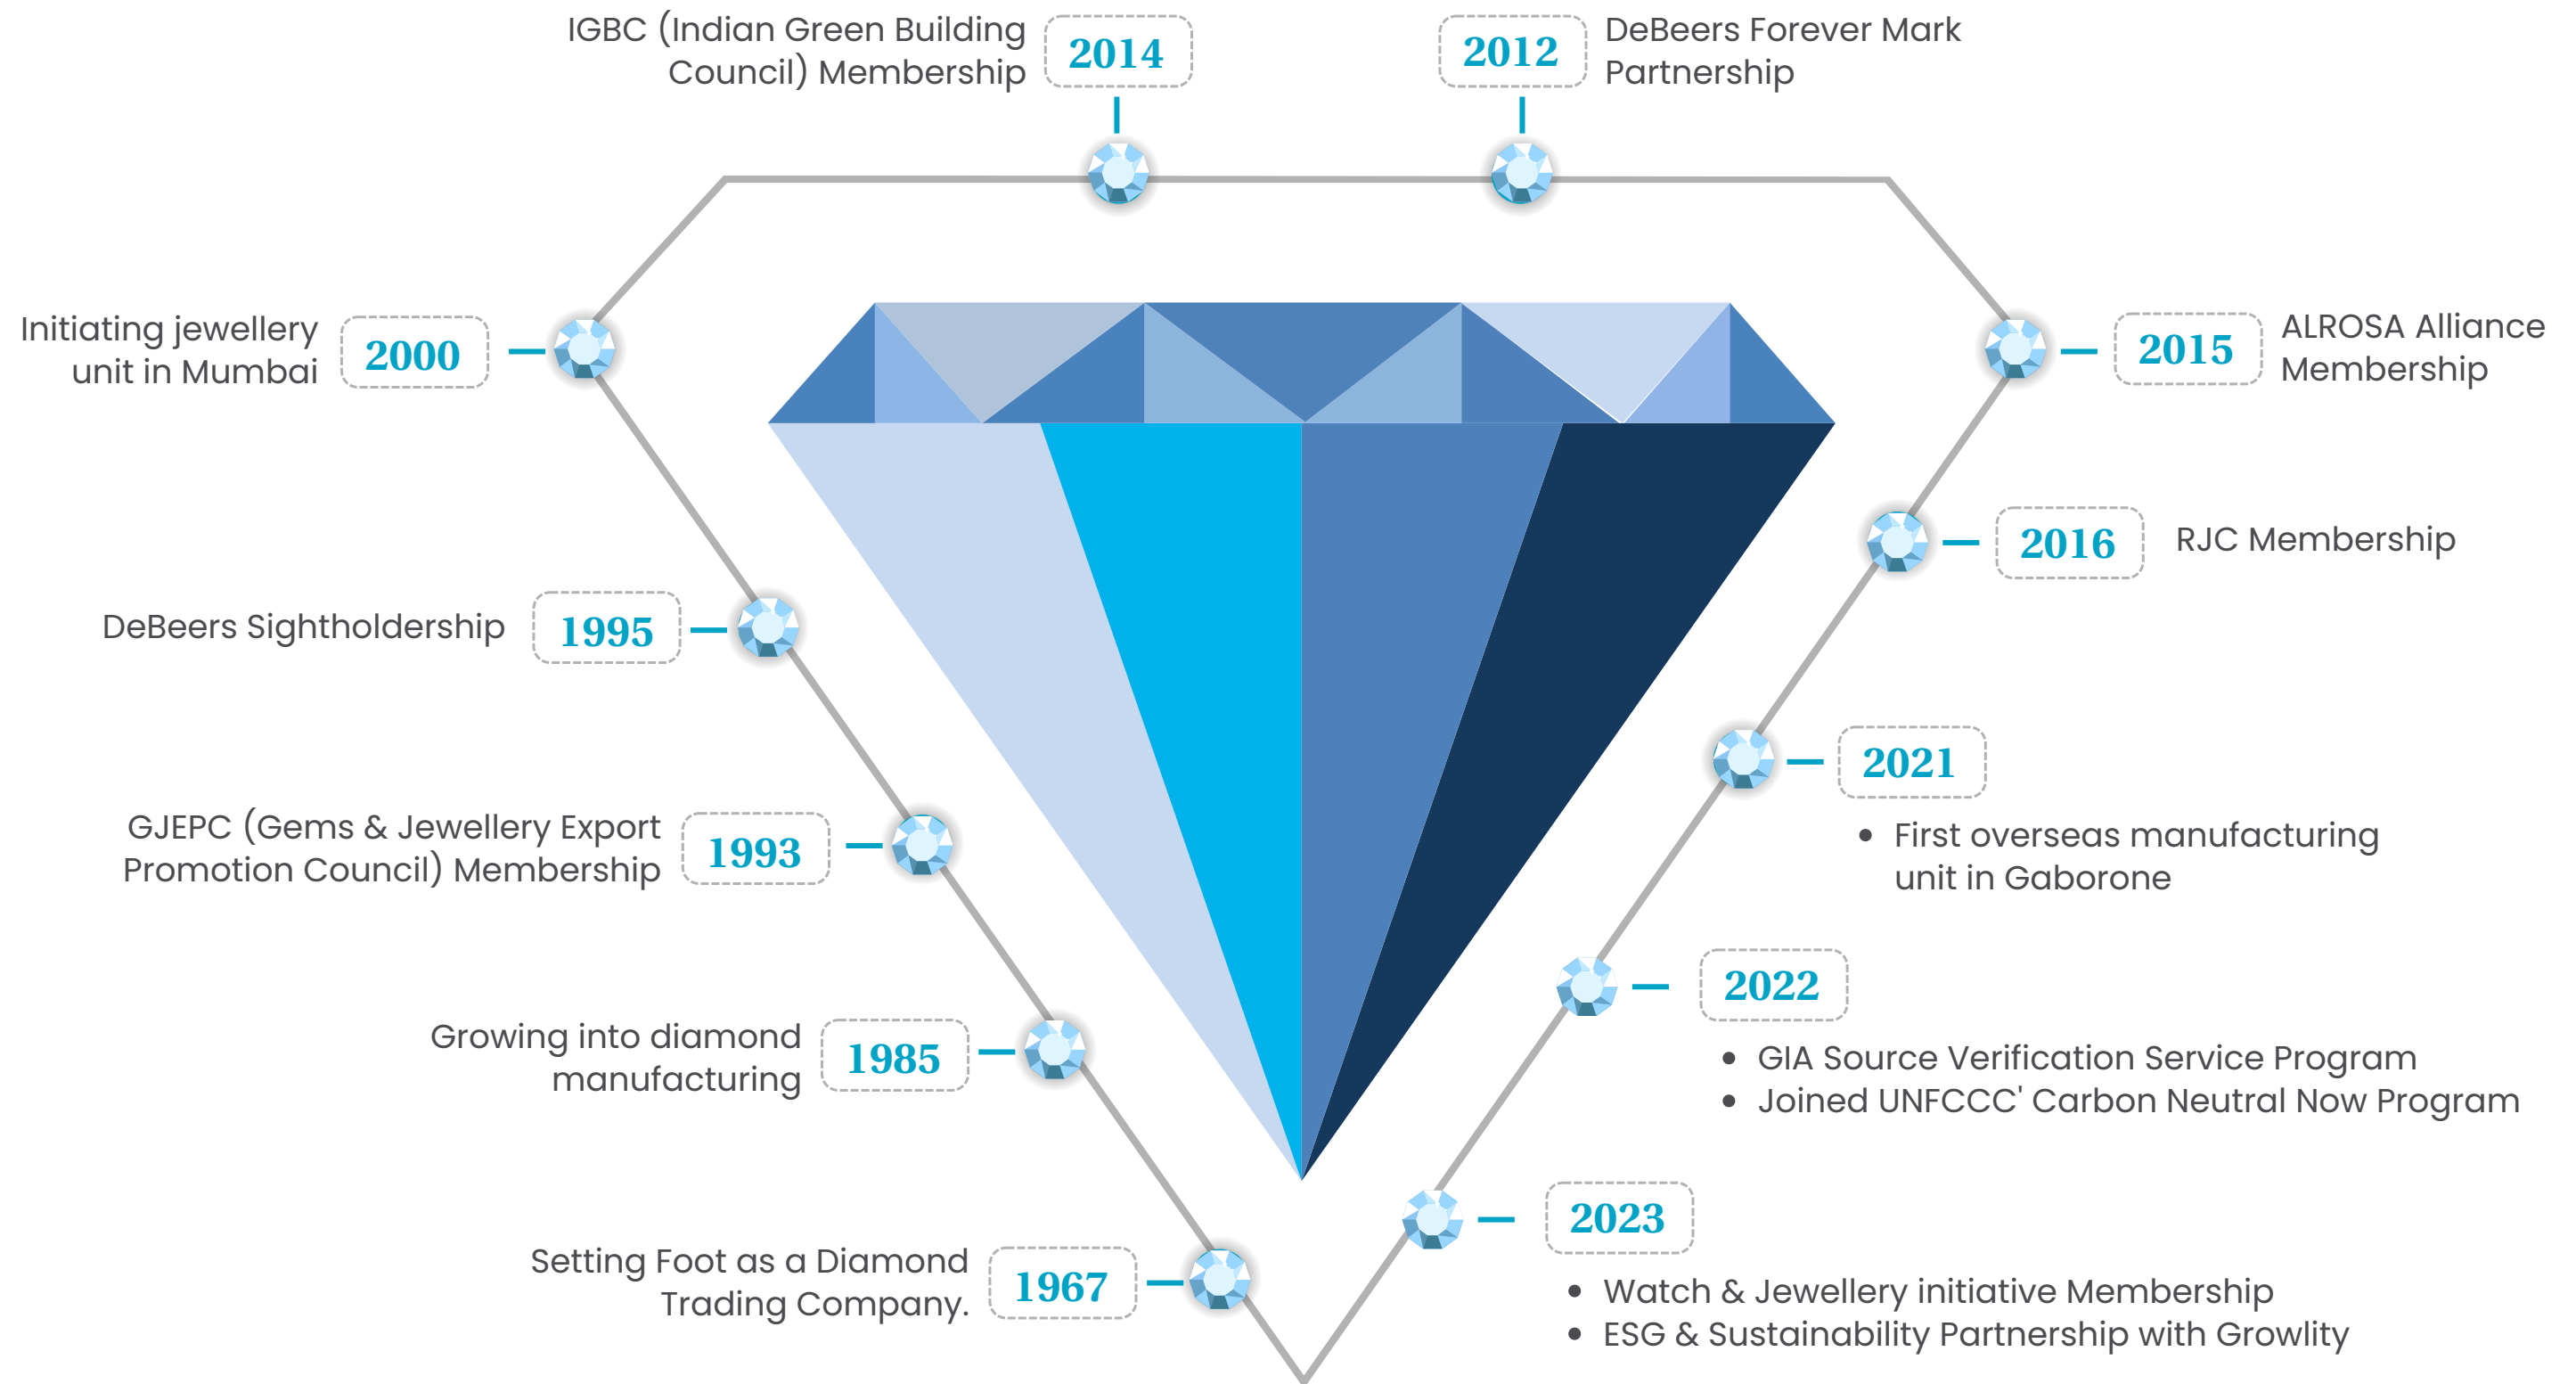 IGBC (Indian Green Building
Council) Membership
2014
2012
DeBeers Forever Mark
Partnership
Initiating jewellery
unit in Mumbai
2000
2015
ALROSA Alliance
Membership
2016
RJC Membership
DeBeers Sightholdership
1995
2021
First overseas manufacturing
unit in Gaborone
GJEPC (Gems & Jewellery Export
Promotion Council) Membership
1993
2022
GIA Source Verification Service Program
Joined UNFCCC' Carbon Neutral Now Program
Growing into diamond
manufacturing
1985
2023
Watch & Jewellery initiative Membership
ESG & Sustainability Partnership with Growlity
Setting Foot as a Diamond
Trading Company.
1967